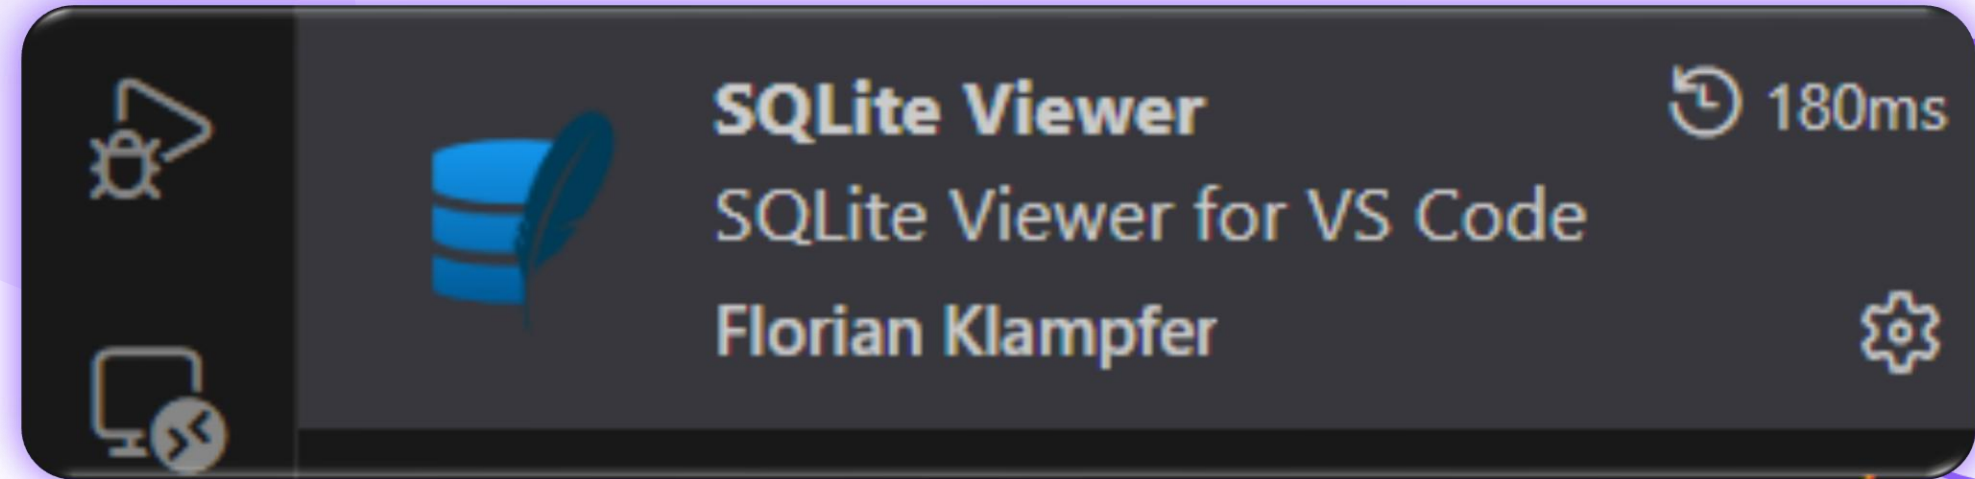 SQLite Viewer
180ms
SQLite Viewer for VS Code
Florian Klampfer